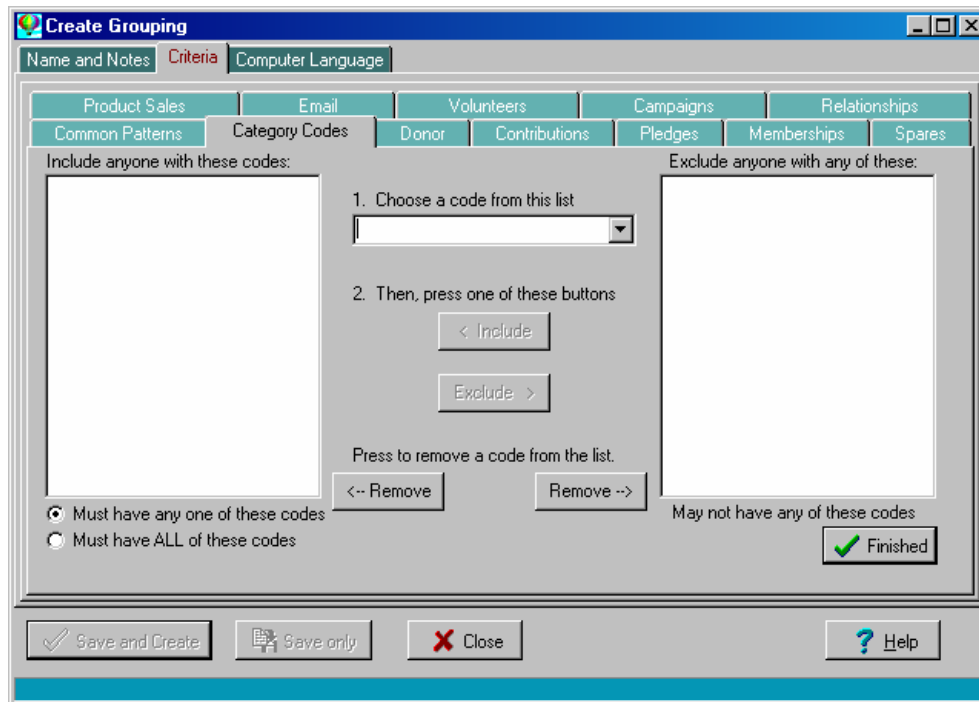 Create Grouping
Name and Notes Criteria Computer Language
Product Sales Email Volunteers Campaigns Relationships
Common Patterns Category Codes Donor Contributions Pledges Memberships Spares
Include anyone with these codes: Exclude anyone with any of these:
1. Choose a code from this list
2. Then, press one of these buttons
< Include
Exclude >
Press to remove a code from the list.
<-- Remove Remove -->
Must have any one of these codes May not have any of these codes
Must have ALL of these codes Finished
Save and Create Save only Close Help